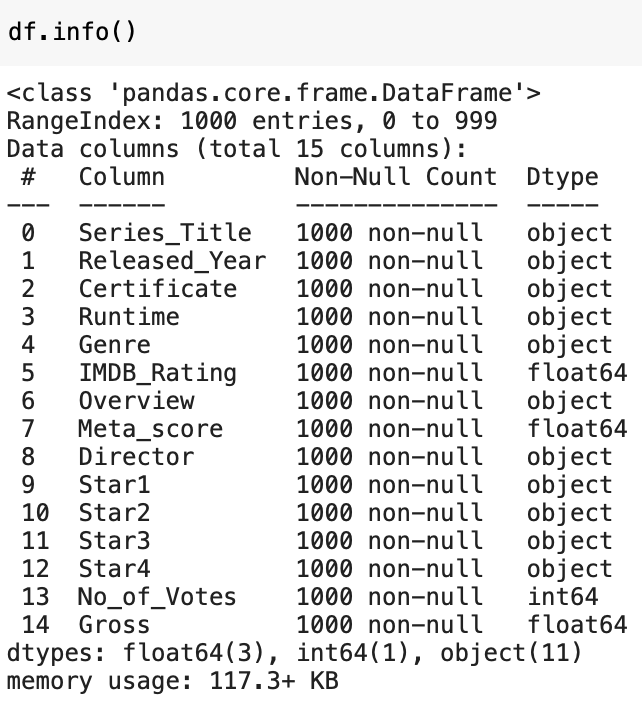 df.info()
<class 'pandas.core.frame.DataFrame'>
RangeIndex: 1000 entries, 0 to 999
Data columns (total 15 columns):
 #   Column         Non-Null Count  Dtype
---  ------         --------------  -----
 0   Series_Title   1000 non-null   object
 1   Released_Year  1000 non-null   object
 2   Certificate    1000 non-null   object
 3   Runtime        1000 non-null   object
 4   Genre          1000 non-null   object
 5   IMDB_Rating    1000 non-null   float64
 6   Overview       1000 non-null   object
 7   Meta_score     1000 non-null   float64
 8   Director       1000 non-null   object
 9   Star1          1000 non-null   object
 10  Star2          1000 non-null   object
 11  Star3          1000 non-null   object
 12  Star4          1000 non-null   object
 13  No_of_Votes    1000 non-null   int64
 14  Gross          1000 non-null   float64
dtypes: float64(3), int64(1), object(11)
memory usage: 117.3+ KB